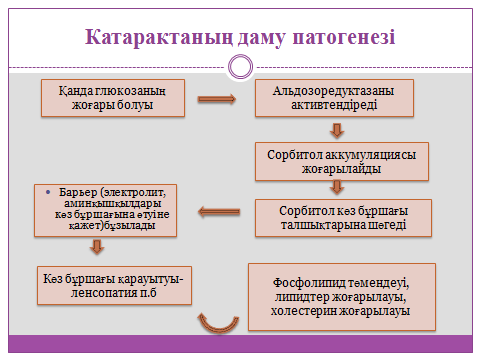 Катарактаның даму патогенезі
Қанда глюкозаның
жоғары болуы
Альдозоредуктазаны
активтендіреді
Сорбитол аккумуляциясы
жоғарылайды
Сорбитол көз бұршағы
талшықтарына шөгеді
• Барьер (электролит,
аминқышқылдары
көз бұршағына өтуіне
қажет)бұзылады
Көз бұршағы қарауытуы-
ленсопатия п.б
Фосфолипид төмендеуі,
липидтер жоғарылауы,
холестерин жоғарылауы